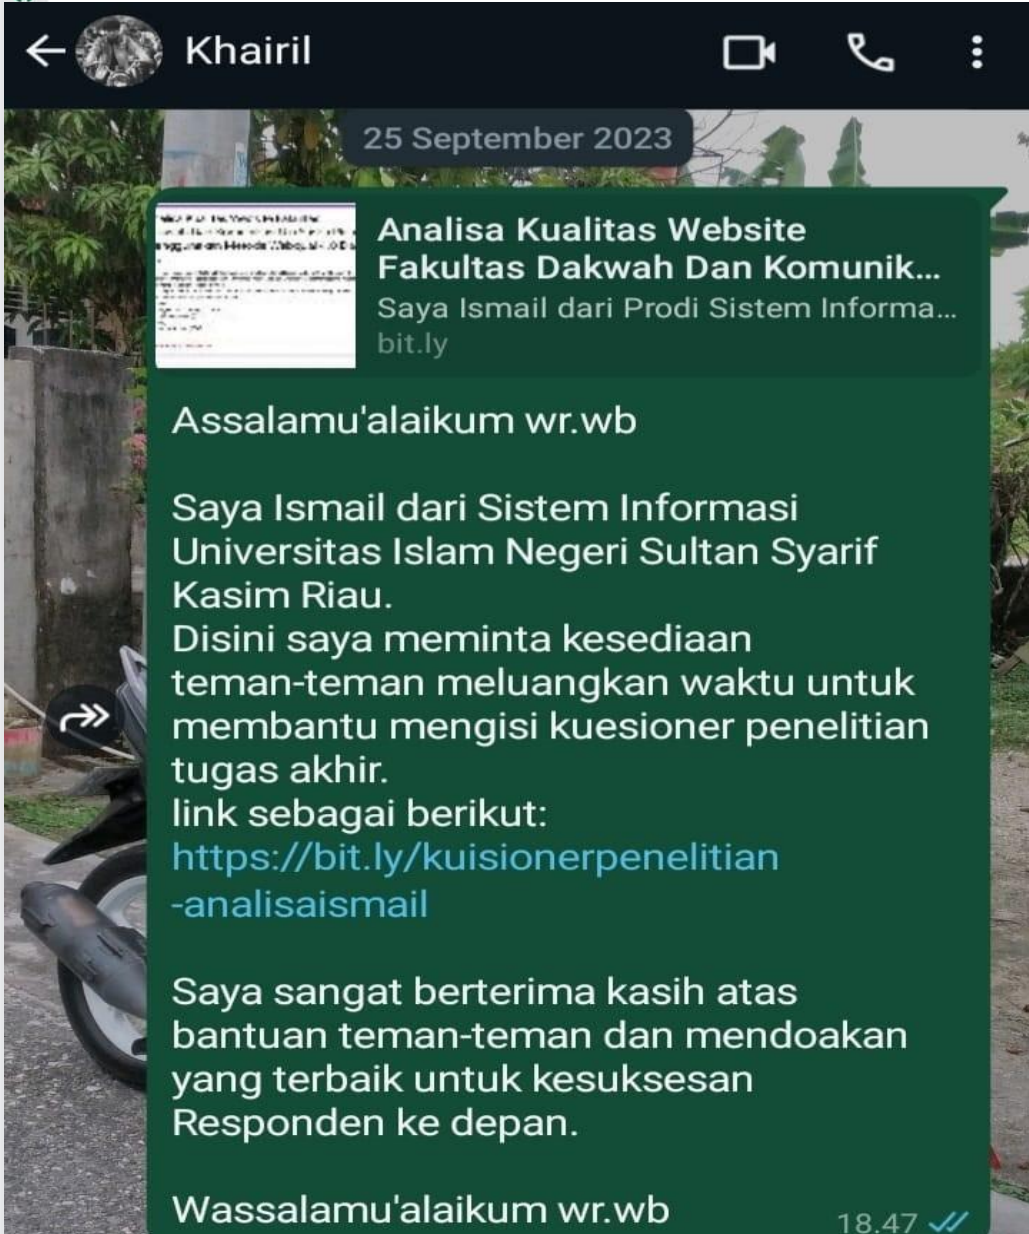 Khairil
25 September 2023
Analisa Kualitas Website
Fakultas Dakwah Dan Komunik...
Saya Ismail dari Prodi Sistem Informa...
bit.ly
Assalamu'alaikum wr.wb
Saya Ismail dari Sistem Informasi
Universitas Islam Negeri Sultan Syarif
Kasim Riau.
Disini saya meminta kesediaan
teman-teman meluangkan waktu untuk
membantu mengisi kuesioner penelitian
tugas akhir.
link sebagai berikut:
https://bit.ly/kuisionerpenelitian
-analisaismail
Saya sangat berterima kasih atas
bantuan teman-teman dan mendoakan
yang terbaik untuk kesuksesan
Responden ke depan.
Wassalamu'alaikum wr.wb
18.47